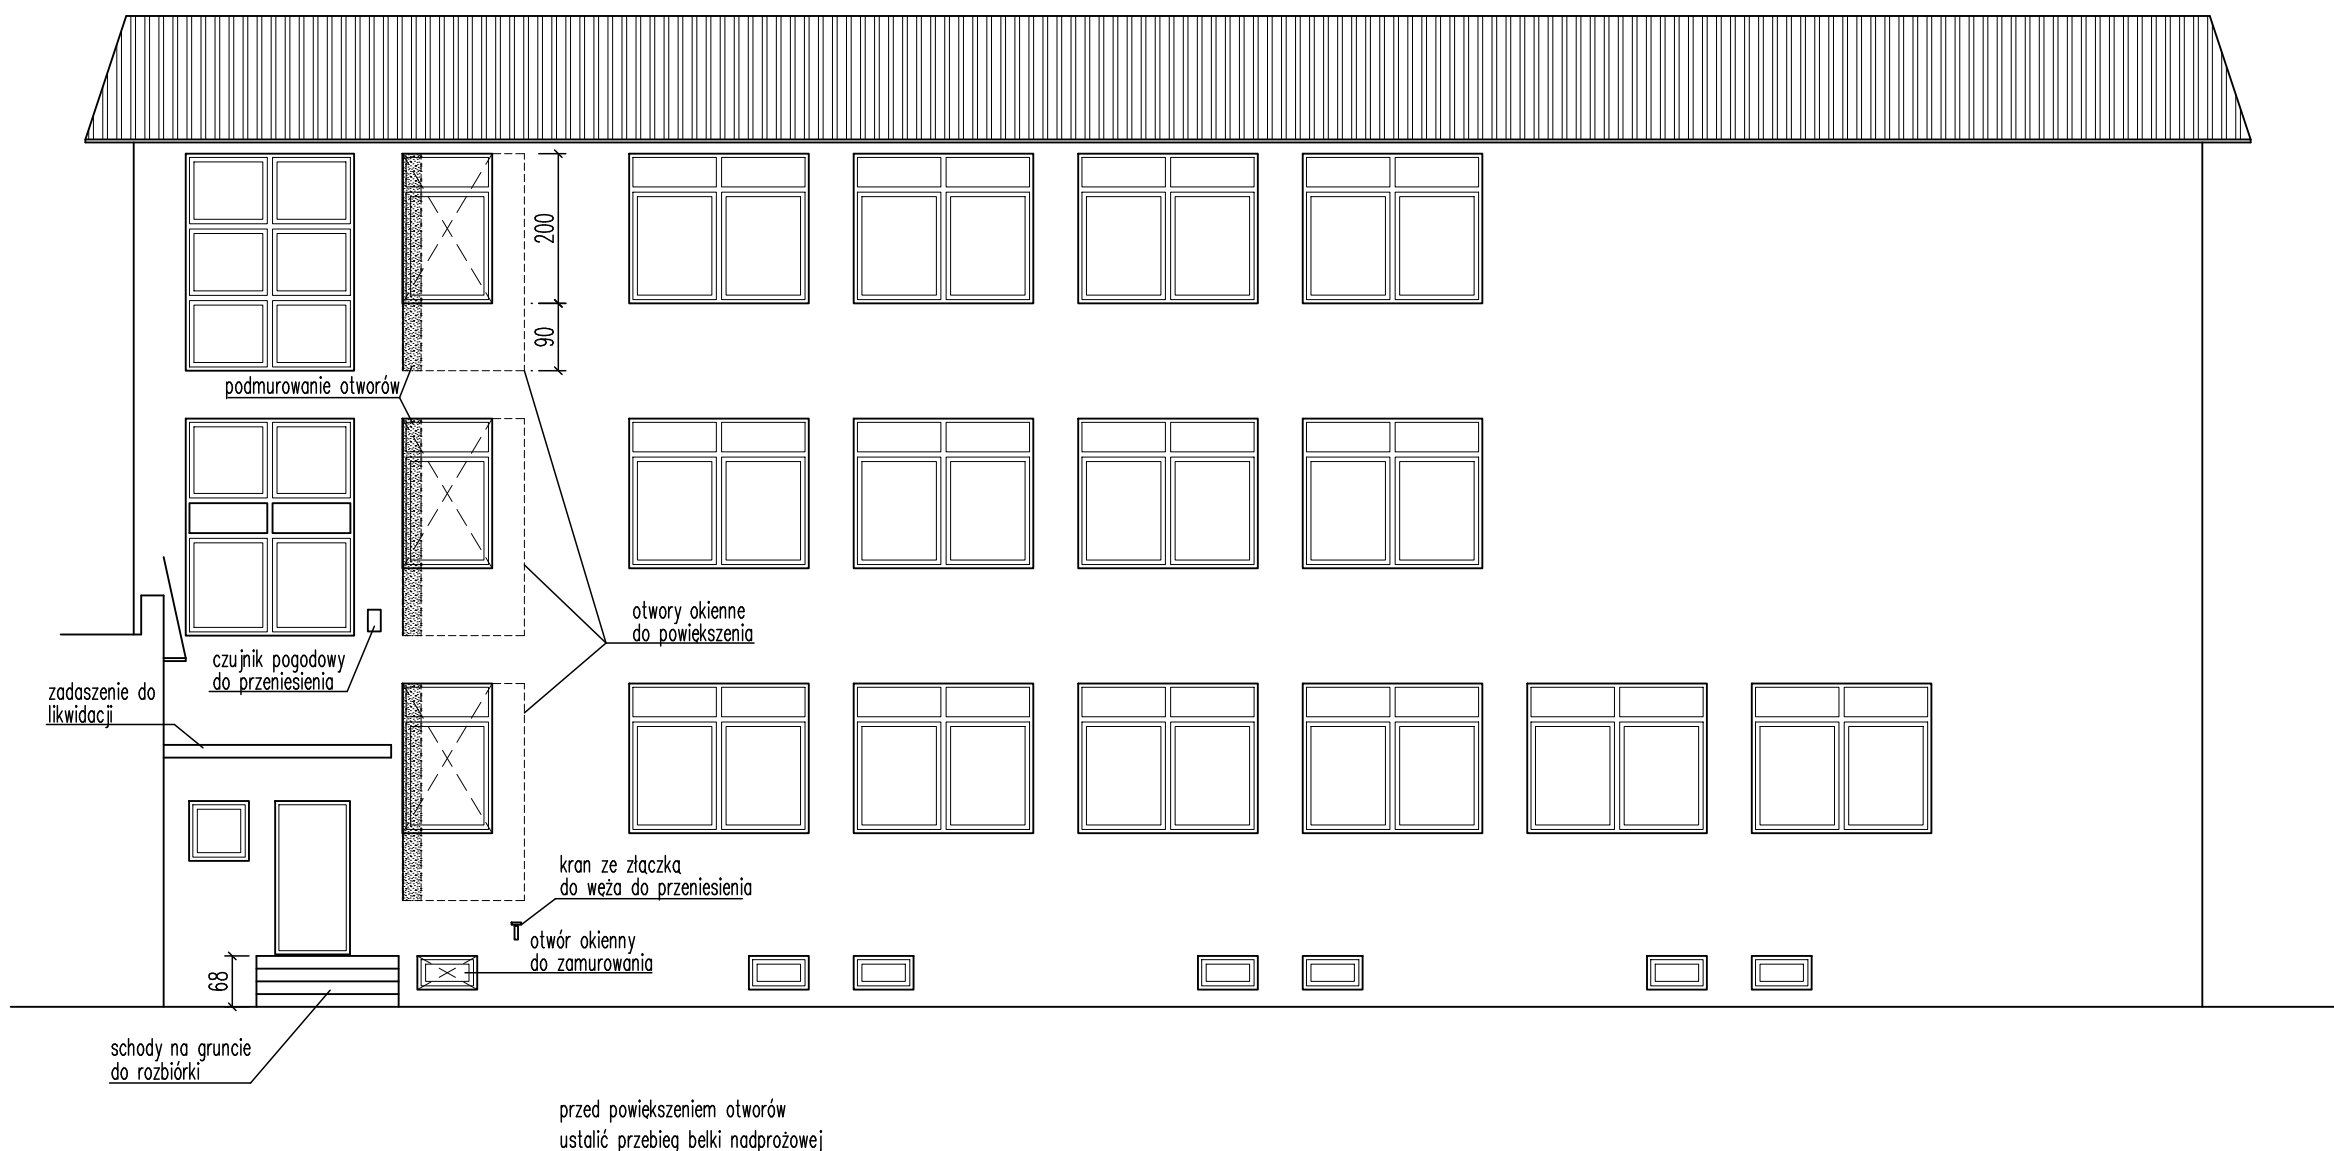 200
90
podmurowanie otworów
otwory okienne
do powiększenia
czujnik pogodowy
do przeniesienia
zadaszenie do
likwidacji
kran ze złączką
do węża do przeniesienia
otwór okienny
do zamurowania
68
schody na gruncie
do rozbiórki
przed powiększeniem otworów
ustalić przebieg belki nadprożowej